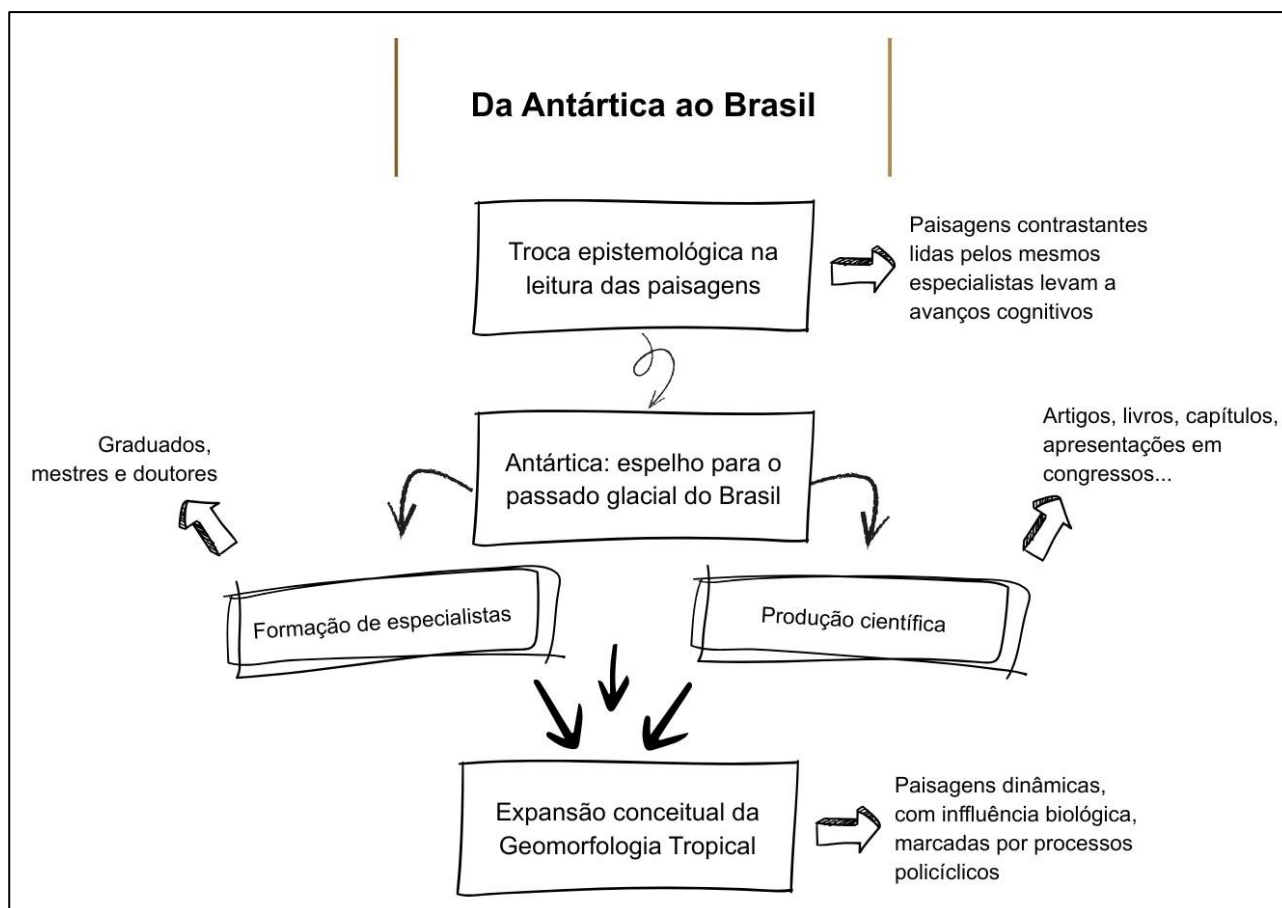 Da Antártica ao Brasil
Troca epistemológica na
leitura das paisagens
Paisagens contrastantes
lidas pelos mesmos
especialistas levam a
avanços cognitivos
Antártica: espelho para o
passado glacial do Brasil
Graduados,
mestres e doutores
Artigos, livros, capítulos,
apresentações em
congressos...
Formação de especialistas
Produção científica
Expansão conceitual da
Geomorfologia Tropical
Paisagens dinâmicas,
com inffluência biológica,
marcadas por processos
policíclicos